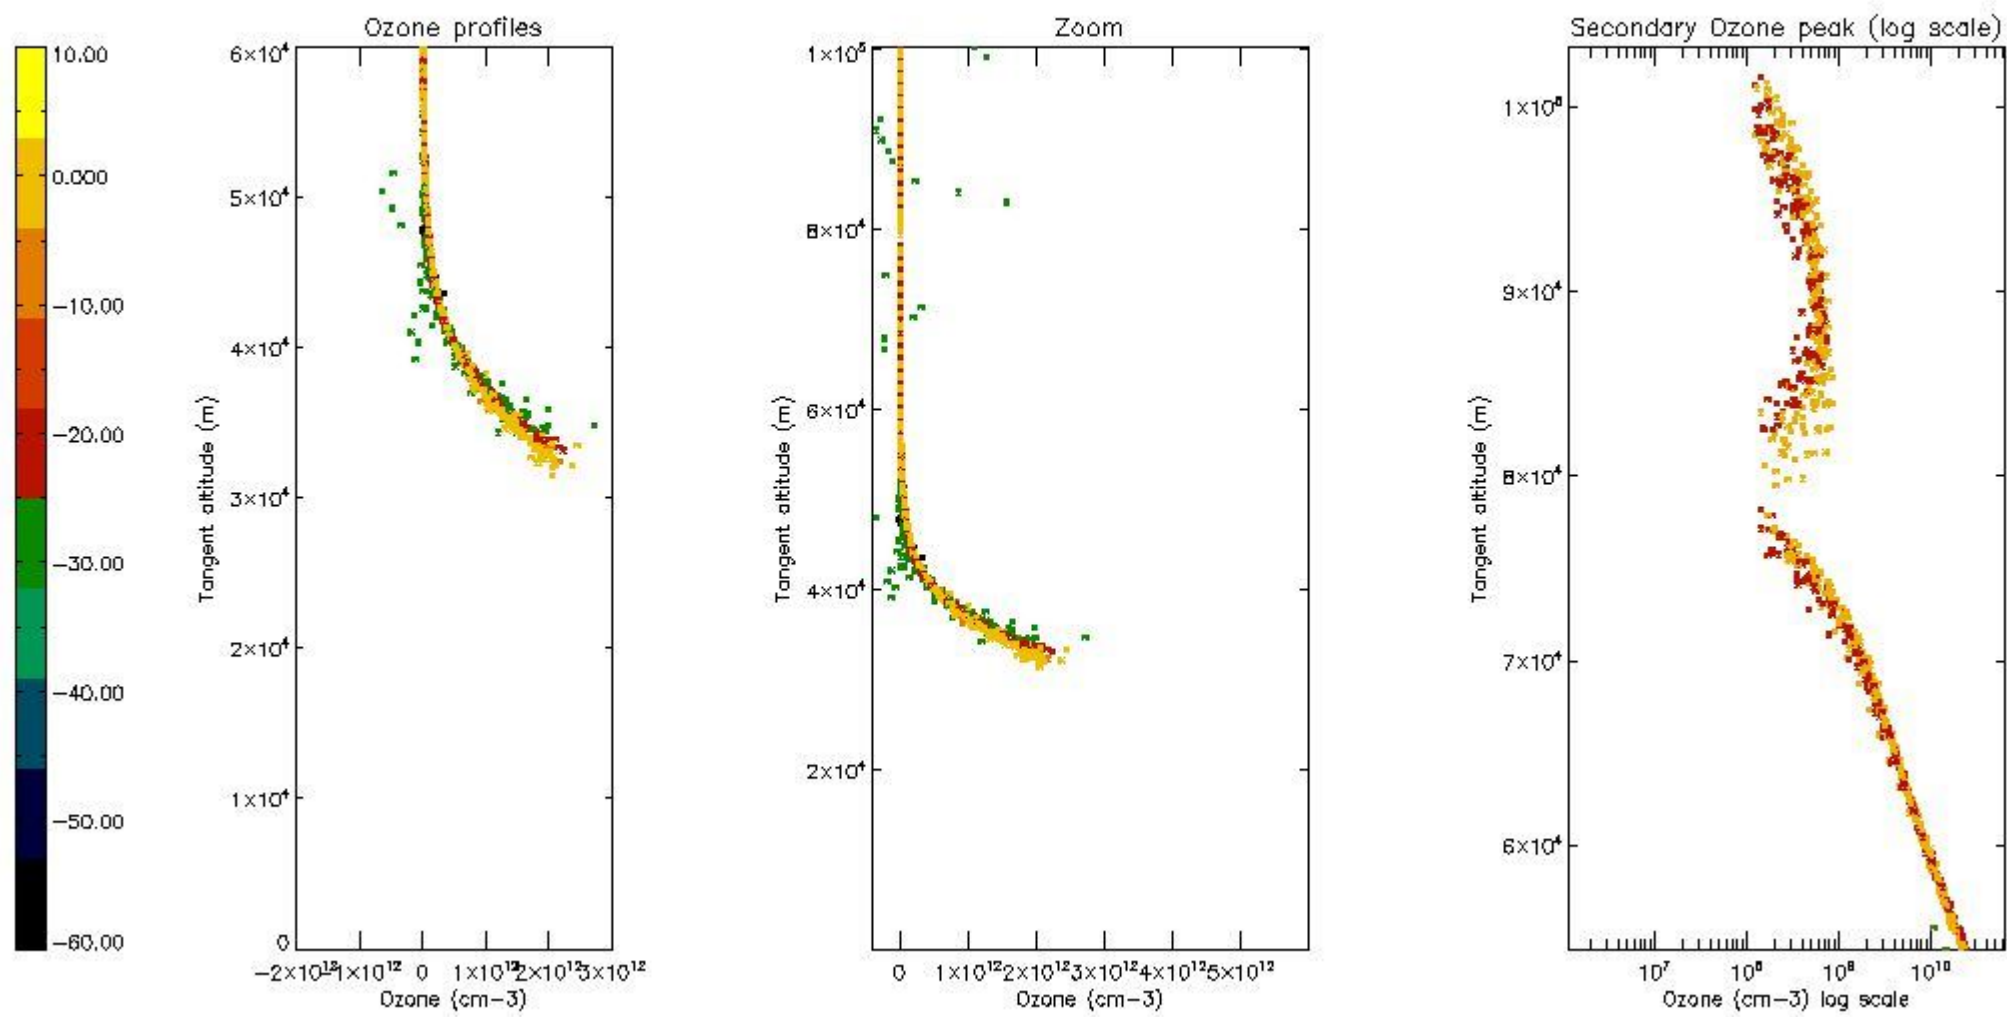 Ozone profiles
Zoom
Secondary Ozone peak (log scale)
10.00
0.000
−10.00
−20.00
−30.00
−40.00
−50.00
−60.00
6×10⁴
5×10⁴
4×10⁴
3×10⁴
2×10⁴
1×10⁴
0
Tangent altitude (m)
0
3×10¹²
Ozone (cm−3)
1×10⁵
8×10⁴
6×10⁴
4×10⁴
2×10⁴
Tangent altitude (m)
0 1×10¹² 2×10¹² 3×10¹² 4×10¹² 5×10¹²
Ozone (cm−3)
1×10⁵
9×10⁴
8×10⁴
7×10⁴
6×10⁴
Tangent altitude (m)
10⁷ 10⁸ 10⁹ 10¹⁰
Ozone (cm−3) log scale